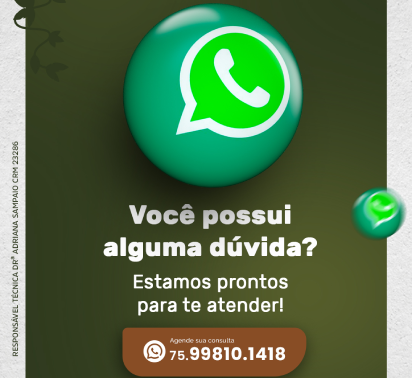 Você possui
alguma dúvida?
Estamos prontos
para te atender!
Agende sua consulta
75.99810.1418
RESPONSÁVEL TÉCNICA DRª ADRIANA SAMPAIO CRM 23286